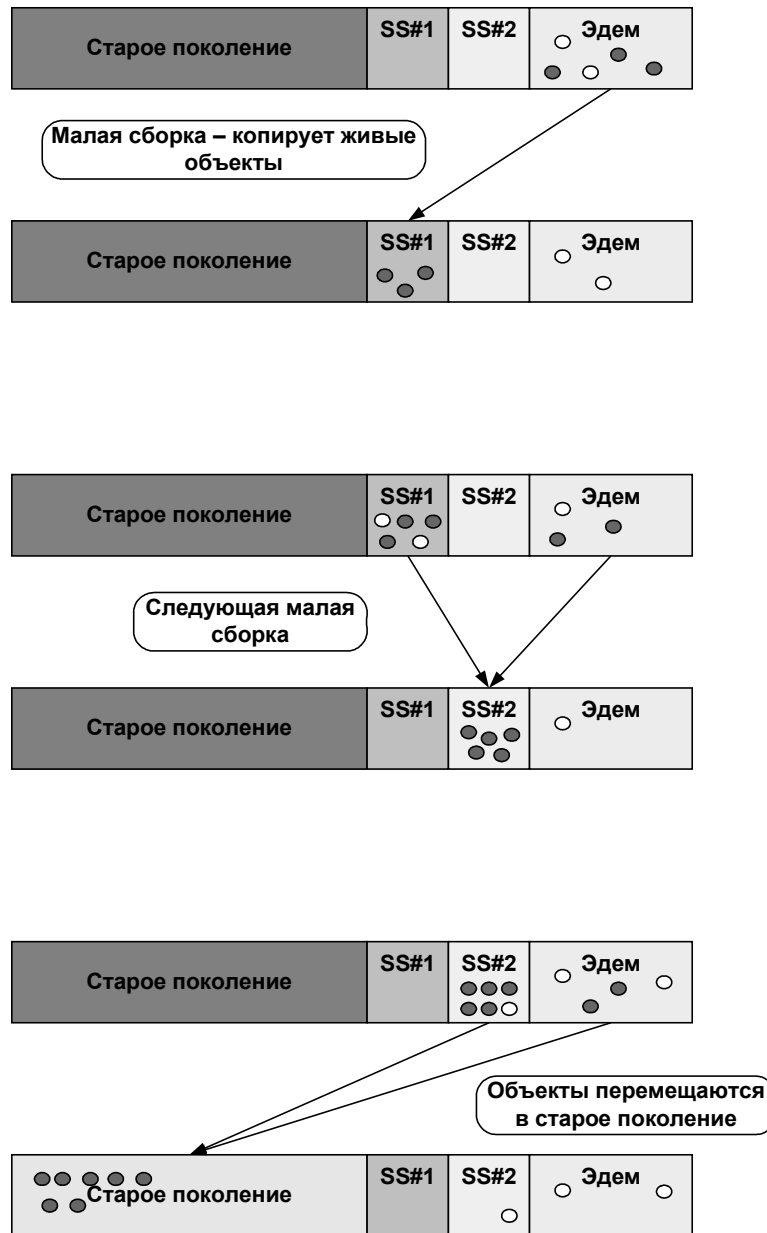 Старое поколение SS#1 SS#2 Эдем
Малая сборка – копирует живые
объекты
Старое поколение SS#1 SS#2 Эдем
Старое поколение SS#1 SS#2 Эдем
Следующая малая
сборка
Старое поколение SS#1 SS#2 Эдем
Старое поколение SS#1 SS#2 Эдем
Объекты перемещаются
в старое поколение
Старое поколение SS#1 SS#2 Эдем